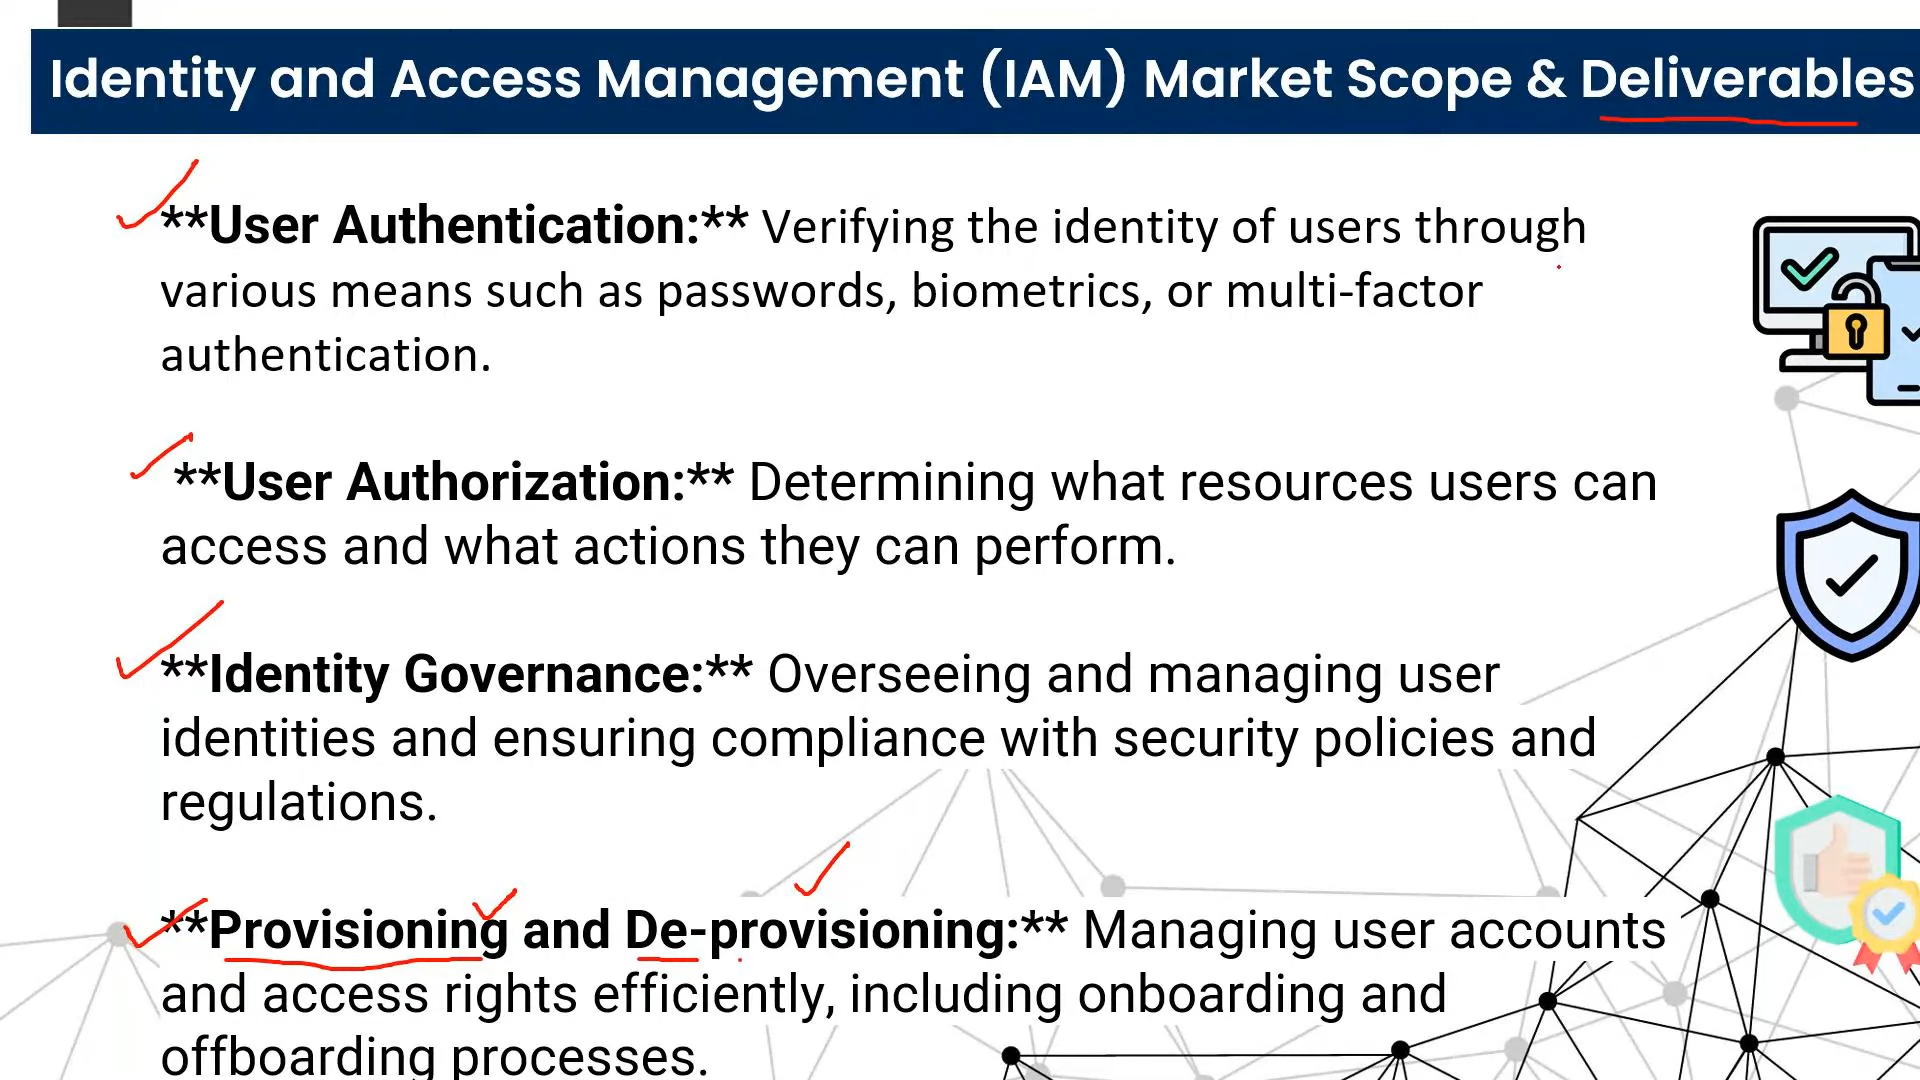 Identity and Access Management (IAM) Market Scope & Deliverables
**User Authentication:** Verifying the identity of users through
various means such as passwords, biometrics, or multi-factor
authentication.
**User Authorization:** Determining what resources users can
access and what actions they can perform.
**Identity Governance:** Overseeing and managing user
identities and ensuring compliance with security policies and
regulations.
**Provisioning and De-provisioning:** Managing user accounts
and access rights efficiently, including onboarding and
offboarding processes.